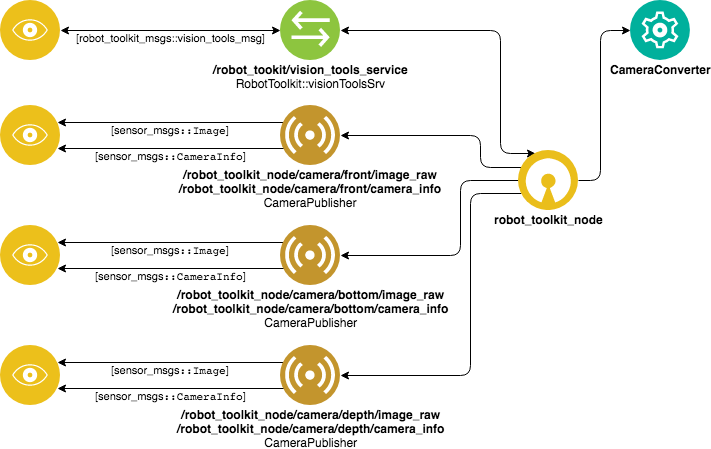 [robot_toolkit_msgs::vision_tools_msg]
/robot_tookit/vision_tools_service
RobotToolkit::visionToolsSrv
CameraConverter
[sensor_msgs::Image]
[sensor_msgs::CameraInfo]
/robot_toolkit_node/camera/front/image_raw
/robot_toolkit_node/camera/front/camera_info
CameraPublisher
robot_toolkit_node
[sensor_msgs::Image]
[sensor_msgs::CameraInfo]
/robot_toolkit_node/camera/bottom/image_raw
/robot_toolkit_node/camera/bottom/camera_info
CameraPublisher
[sensor_msgs::Image]
[sensor_msgs::CameraInfo]
/robot_toolkit_node/camera/depth/image_raw
/robot_toolkit_node/camera/depth/camera_info
CameraPublisher